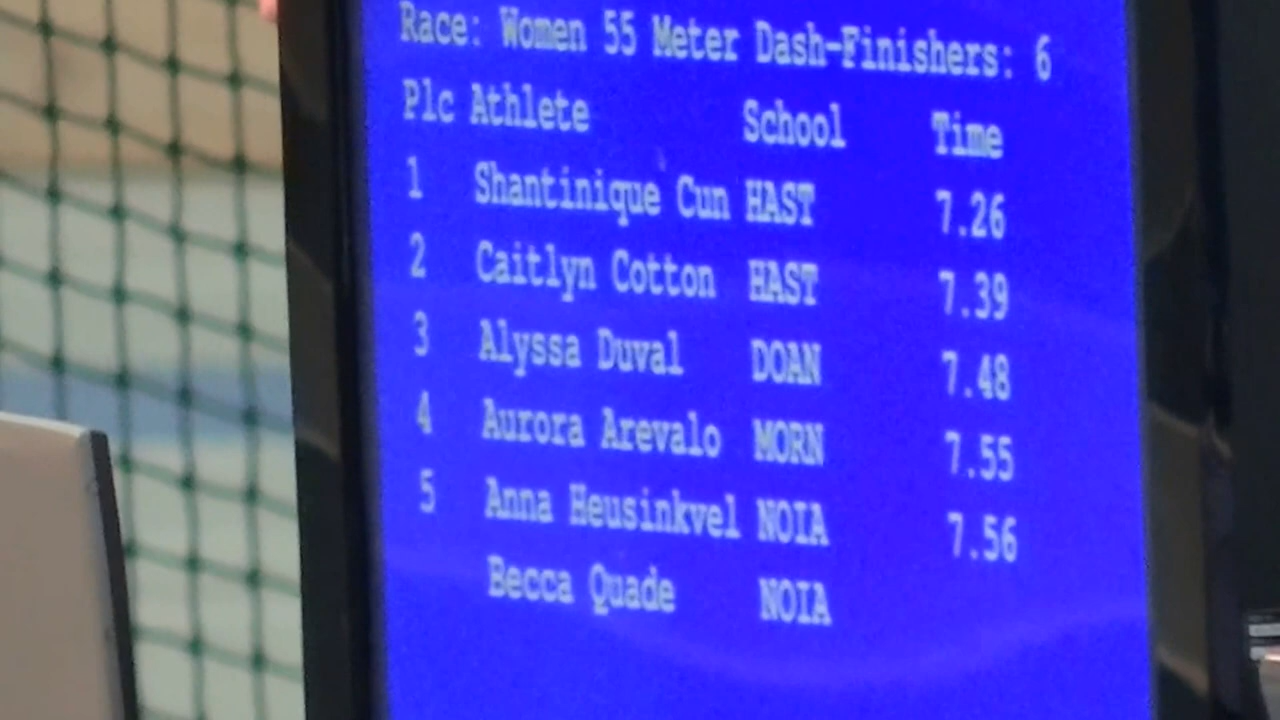 Race: Women 55 Meter Dash-Finishers: 6
Plc Athlete School Time
1 Shantinique Cun HAST 7.26
2 Caitlyn Cotton HAST 7.39
3 Alyssa Duval DOAN 7.48
4 Aurora Arevalo MORN 7.55
5 Anna Heusinkvel NOIA 7.56
Becca Quade NOIA